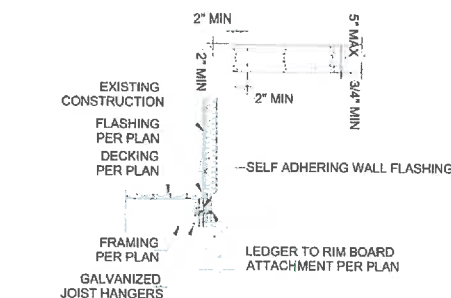 2" MIN
5" MAX
2" MIN
3/4" MIN
2" MIN
EXISTING
CONSTRUCTION
FLASHING
PER PLAN
DECKING
PER PLAN
SELF ADHERING WALL FLASHING
FRAMING
PER PLAN
LEDGER TO RIM BOARD
ATTACHMENT PER PLAN
GALVANIZED
JOIST HANGERS